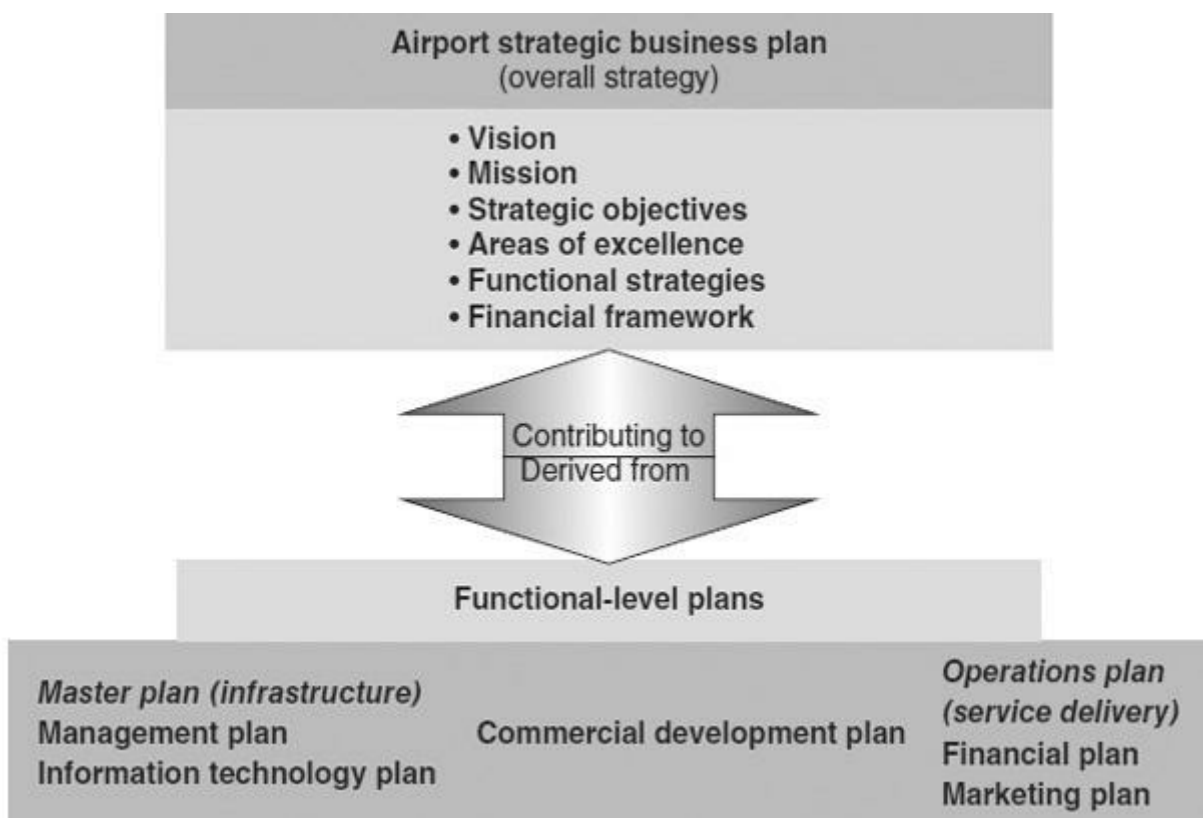 Airport strategic business plan
(overall strategy)
• Vision
• Mission
• Strategic objectives
• Areas of excellence
• Functional strategies
• Financial framework
Contributing to
Derived from
Functional-level plans
Master plan (infrastructure)
Management plan
Information technology plan
Commercial development plan
Operations plan
(service delivery)
Financial plan
Marketing plan